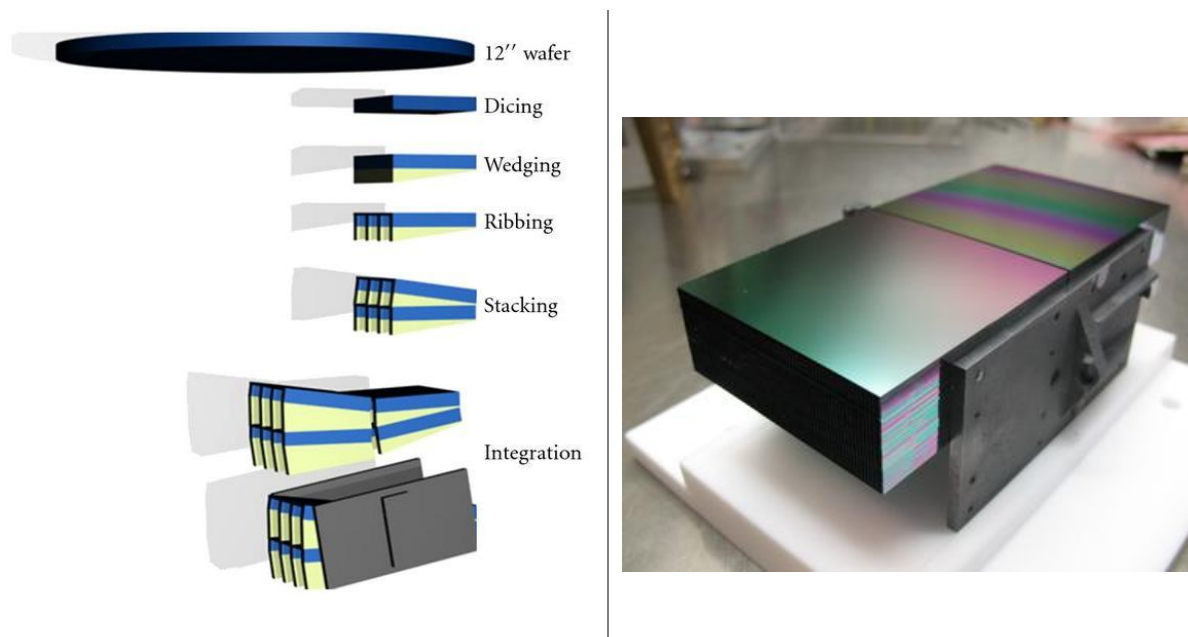 12′′ wafer
Dicing
Wedging
Ribbing
Stacking
Integration